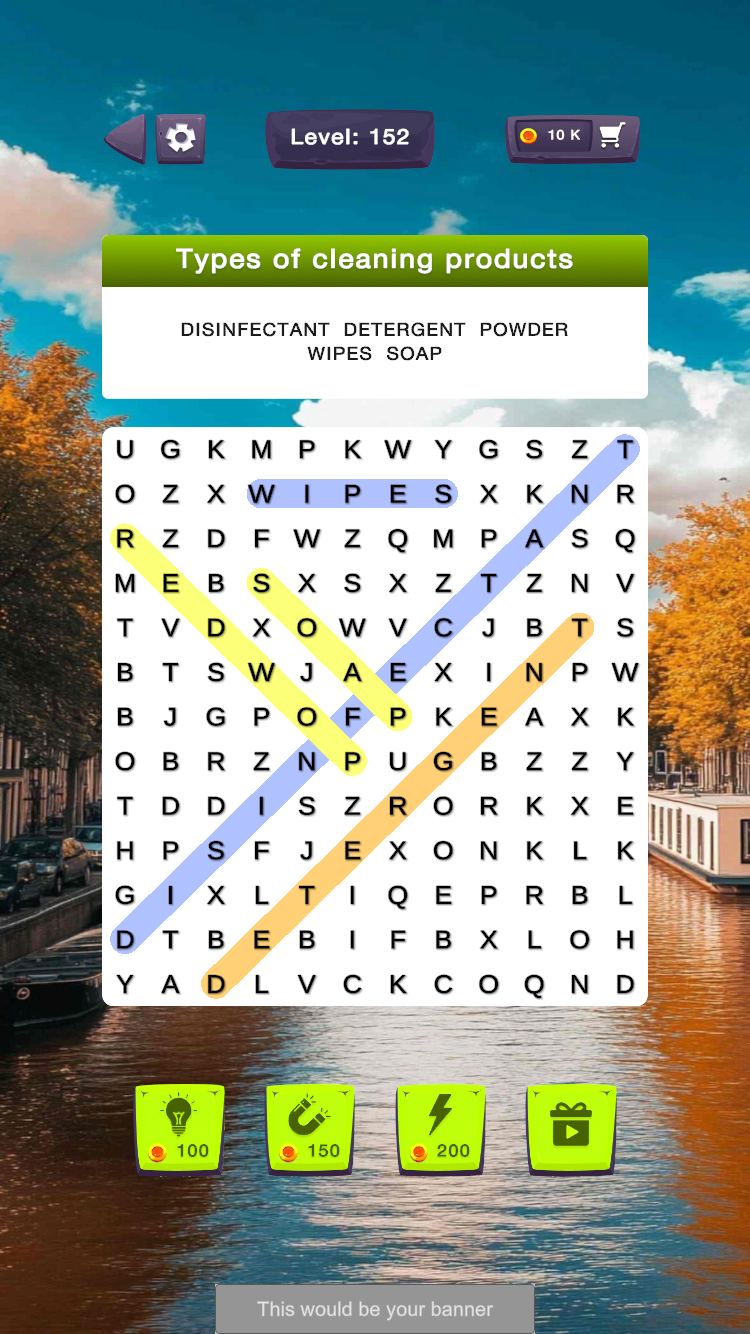 Level: 152
10 K
Types of cleaning products
DISINFECTANT DETERGENT POWDER
WIPES SOAP
U G K M P K W Y G S Z T
O Z X W I P E S X K N R
R Z D F W Z Q M P A S Q
M E B S X S X Z T Z N V
T V D X O W V C J B T S
B T S W J A E X I N P W
B J G P O F P K E A X K
O B R Z N P U G B Z Z Y
T D D I S Z R O R K X E
H P S F J E X O N K L K
G I X L T I Q E P R B L
D T B E B I F B X L O H
Y A D L V C K C O Q N D
100 150 200
This would be your banner